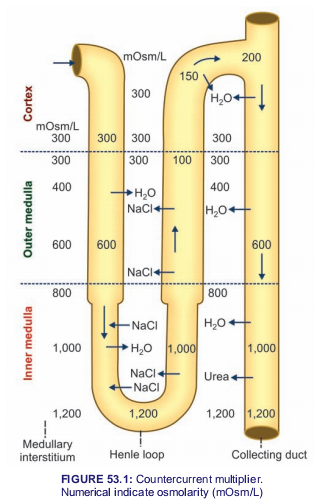 mOsm/L
200
150
H₂O
300
Cortex
mOsm/L
300 300 300
300 300 100 300
400 H₂O 400
NaCl H₂O
Outer medulla
600 600 600
NaCl
800 800
NaCl H₂O
Inner medulla
1,000 H₂O 1,000 1,000
NaCl Urea
NaCl
1,200 1,200 1,200 1,200
Medullary
interstitium
Henle loop
Collecting duct
FIGURE 53.1: Countercurrent multiplier.
Numerical indicate osmolarity (mOsm/L)